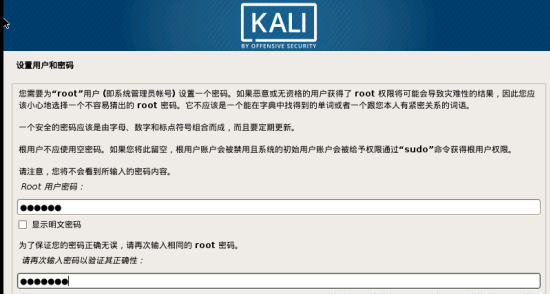 KALI
BY OFFENSIVE SECURITY
设置用户和密码
您需要为“root”用户 (即系统管理员帐号) 设置一个密码。如果恶意或无资格的用户获得了 root 权限将可能会导致灾难性的结果，因此您应
该小心地选择一个不容易猜出的 root 密码。它不应该是一个能在字典中找得到的单词或者一个跟您本人有紧密关系的词语。
一个安全的密码应该是由字母、数字和标点符号组合而成，而且要定期更新。
根用户不应使用空密码。如果您将此留空，根用户账户会被禁用且系统的初始用户账户会被给予权限通过“sudo”命令获得根用户权限。
请注意，您将不会看到所输入的密码内容。
Root 用户密码：
●●●●●●
显示明文密码
为了保证您的密码正确无误，请再次输入相同的 root 密码。
请再次输入密码以验证其正确性：
●●●●●●●